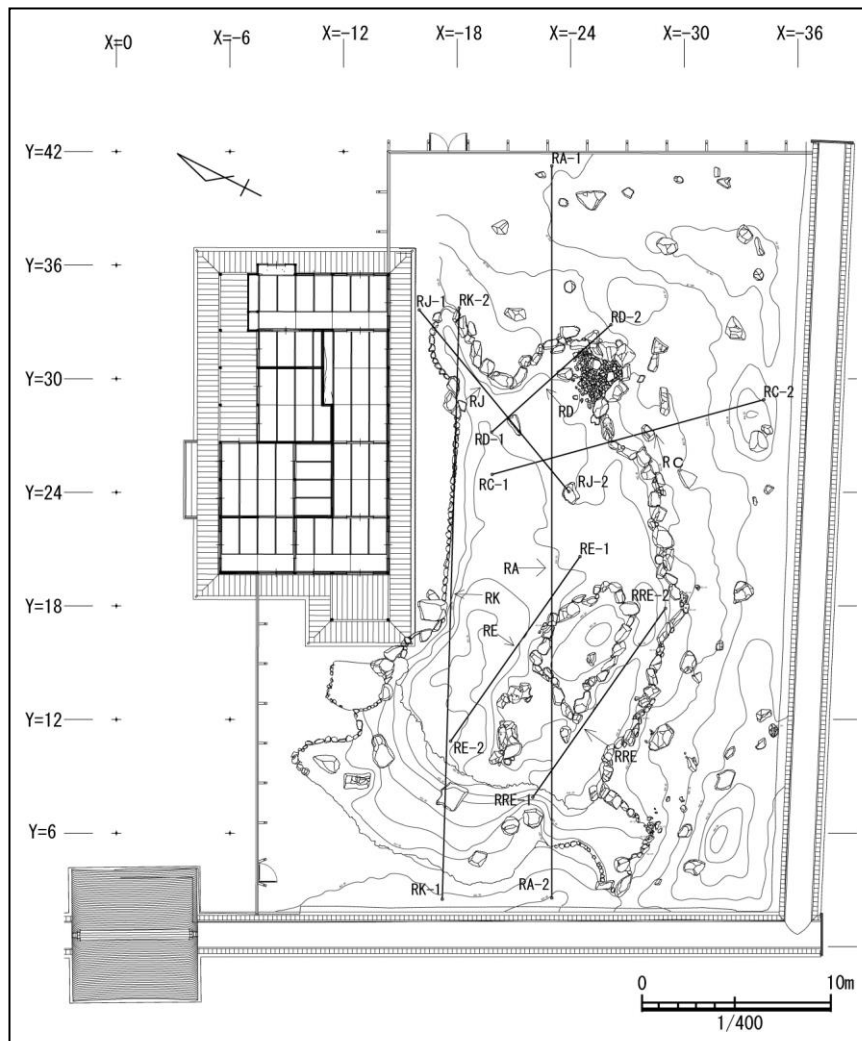 X=0 X=-6 X=-12 X=-18 X=-24 X=-30 X=-36
Y=42
RA-1
Y=36
RJ-1 RK-2
RD-2
Y=30
RJ RD
RC-2
RD-1
RC
Y=24
RC-1 RJ-2
RE-1
RA
Y=18
RK
RRE-2
RE
Y=12
RE-2
RRE
RRE-1
Y=6
RK-1 RA-2
0 10m
1/400